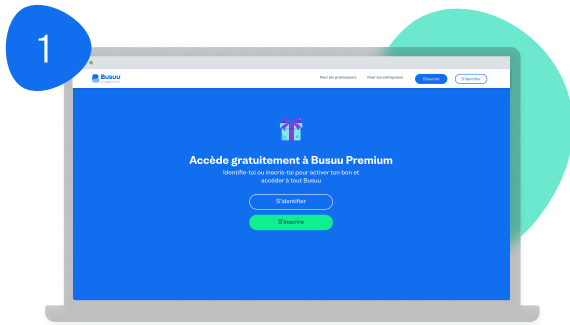 1
Busuu
Pour les professeurs
Pour les entreprises
S'inscrire
S'identifier
Accède gratuitement à Busuu Premium
Identifie-toi ou inscris-toi pour activer ton bon et
accéder à tout Busuu
S'identifier
S'inscrire